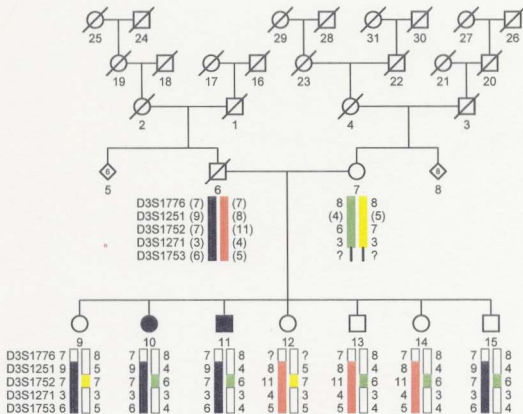 25 24 29 28 31 30 27 26
19 18 17 16 23 22 21 20
2 1 4 3
6 8
5 6 7 8
D3S1776 (7) (7) 8 8
D3S1251 (9) (8) (4) (5)
D3S1752 (7) (11) 6 7
D3S1271 (3) (4) 3 3
D3S1753 (6) (5) ? ?
9 10 11 12 13 14 15
D3S1776 7 8 7 8 7 8 ? ? 7 8 7 8 7 8
D3S1251 9 5 9 4 9 4 8 5 8 4 8 4 9 4
D3S1752 7 7 7 6 7 6 11 7 11 6 11 6 7 6
D3S1271 3 3 3 3 3 3 4 3 4 3 4 3 3 3
D3S1753 6 5 6 4 6 4 5 5 5 4 5 4 6 4